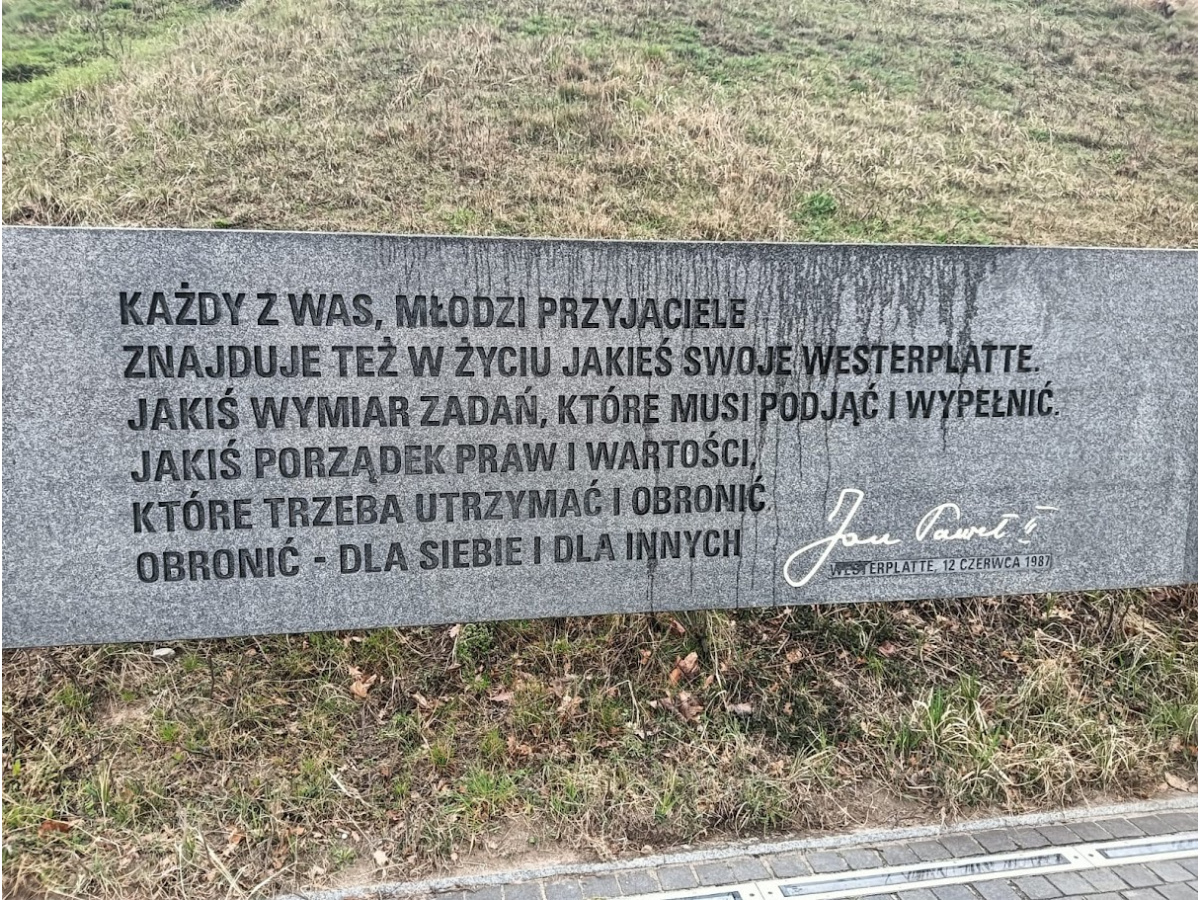 KAŻDY Z WAS, MŁODZI PRZYJACIELE
ZNAJDUJE TEŻ W ŻYCIU JAKIEŚ SWOJE WESTERPLATTE.
JAKIŚ WYMIAR ZADAŃ, KTÓRE MUSI PODJĄĆ I WYPEŁNIĆ.
JAKIŚ PORZĄDEK PRAW I WARTOŚCI,
KTÓRE TRZEBA UTRZYMAĆ I OBRONIĆ
OBRONIĆ - DLA SIEBIE I DLA INNYCH
Jan Paweł II
WESTERPLATTE, 12 CZERWCA 1987